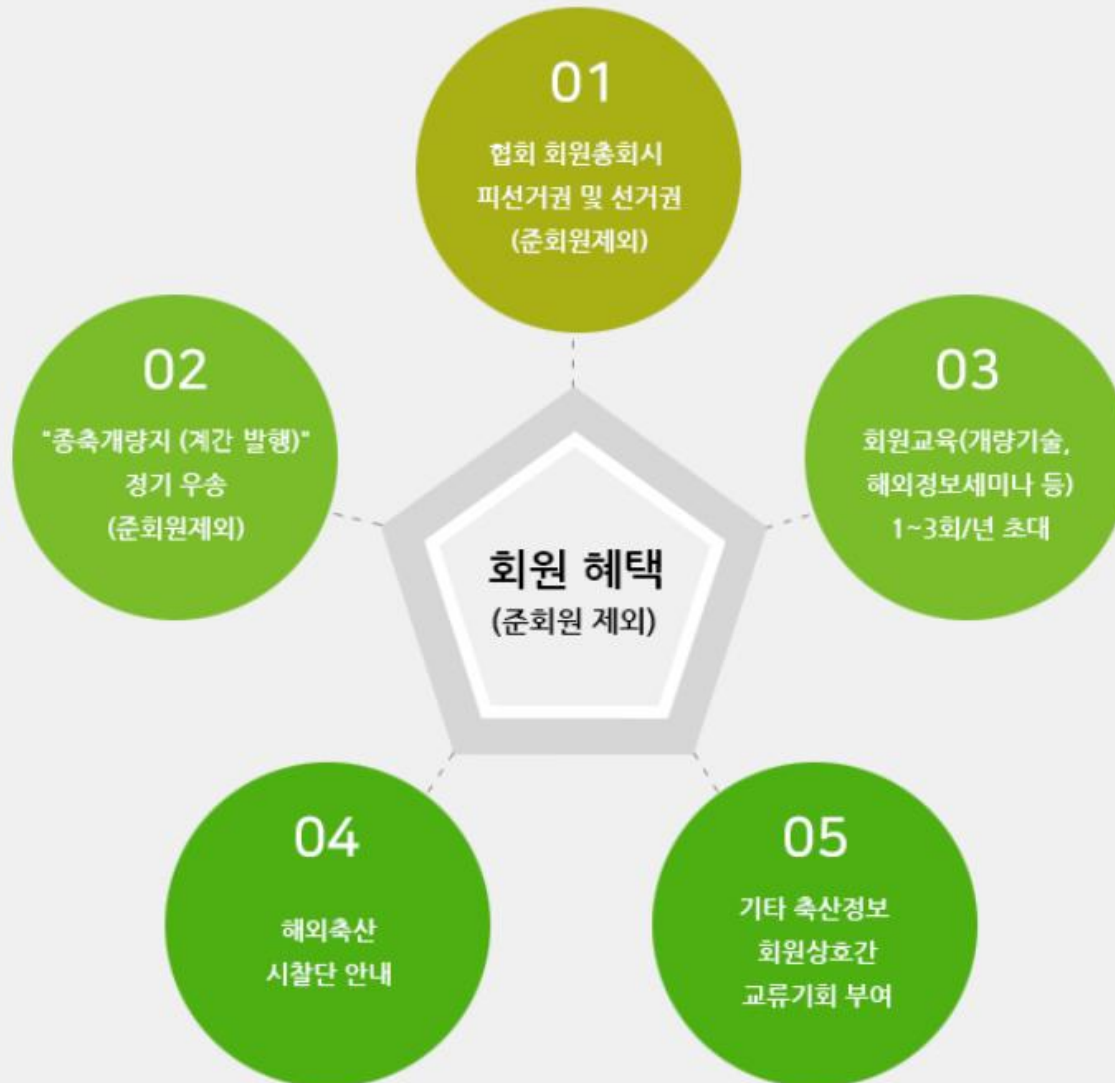 01
협회 회원총회시
피선거권 및 선거권
(준회원제외)
02
"종축개량지 (계간 발행)"
정기 우송
(준회원제외)
03
회원교육(개량기술,
해외정보세미나 등)
1~3회/년 초대
회원 혜택
(준회원 제외)
04
해외축산
시찰단 안내
05
기타 축산정보
회원상호간
교류기회 부여